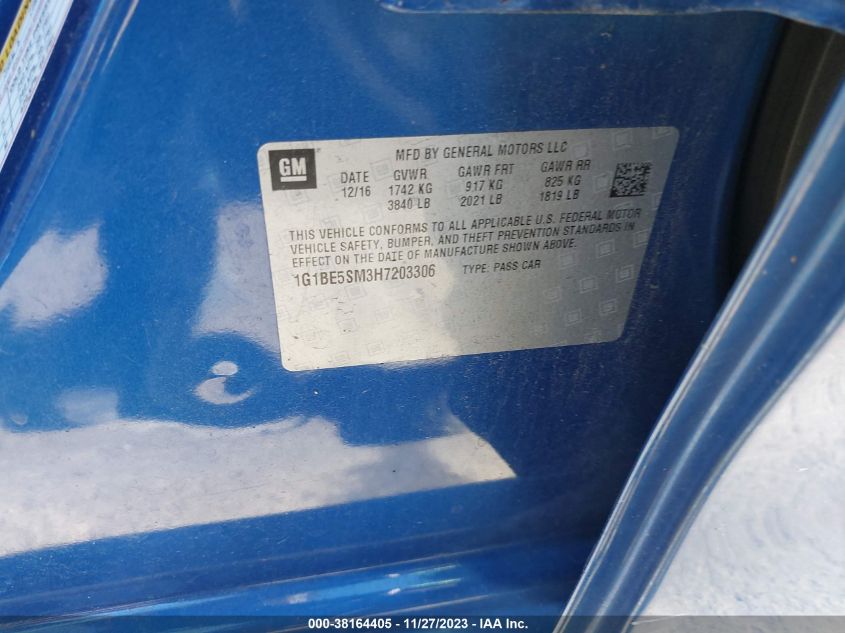 GM
MFD BY GENERAL MOTORS LLC
DATE GVWR GAWR FRT GAWR RR
12/16 1742 KG 917 KG 825 KG
3840 LB 2021 LB 1819 LB
THIS VEHICLE CONFORMS TO ALL APPLICABLE U.S. FEDERAL MOTOR
VEHICLE SAFETY, BUMPER, AND THEFT PREVENTION STANDARDS IN
EFFECT ON THE DATE OF MANUFACTURE SHOWN ABOVE.
1G1BE5SM3H7203306 TYPE: PASS CAR
000-38164405 - 11/27/2023 - IAA Inc.